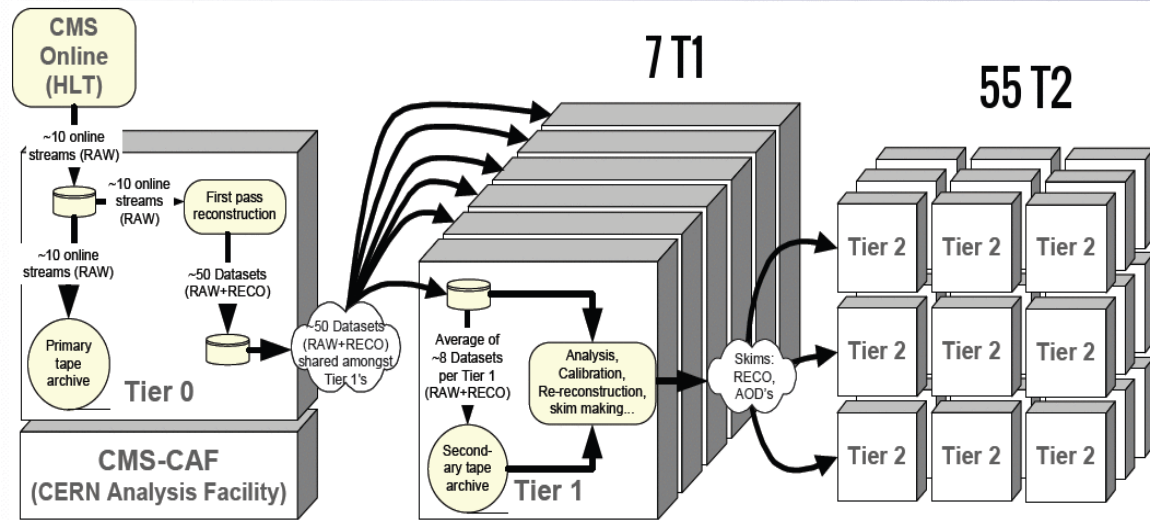 CMS
Online
(HLT)
~10 online
streams (RAW)
~10 online
streams
(RAW)
First pass
reconstruction
~10 online
streams (RAW)
~50 Datasets
(RAW+RECO)
Primary
tape
archive
Tier 0
CMS-CAF
(CERN Analysis Facility)
~50 Datasets
(RAW+RECO)
shared amongst
Tier 1's
7 T1
Average of
~8 Datasets
per Tier 1
(RAW+RECO)
Analysis,
Calibration,
Re-reconstruction,
skim making...
Second-
ary tape
archive
Tier 1
Skims:
RECO,
AOD's
55 T2
Tier 2
Tier 2
Tier 2
Tier 2
Tier 2
Tier 2
Tier 2
Tier 2
Tier 2